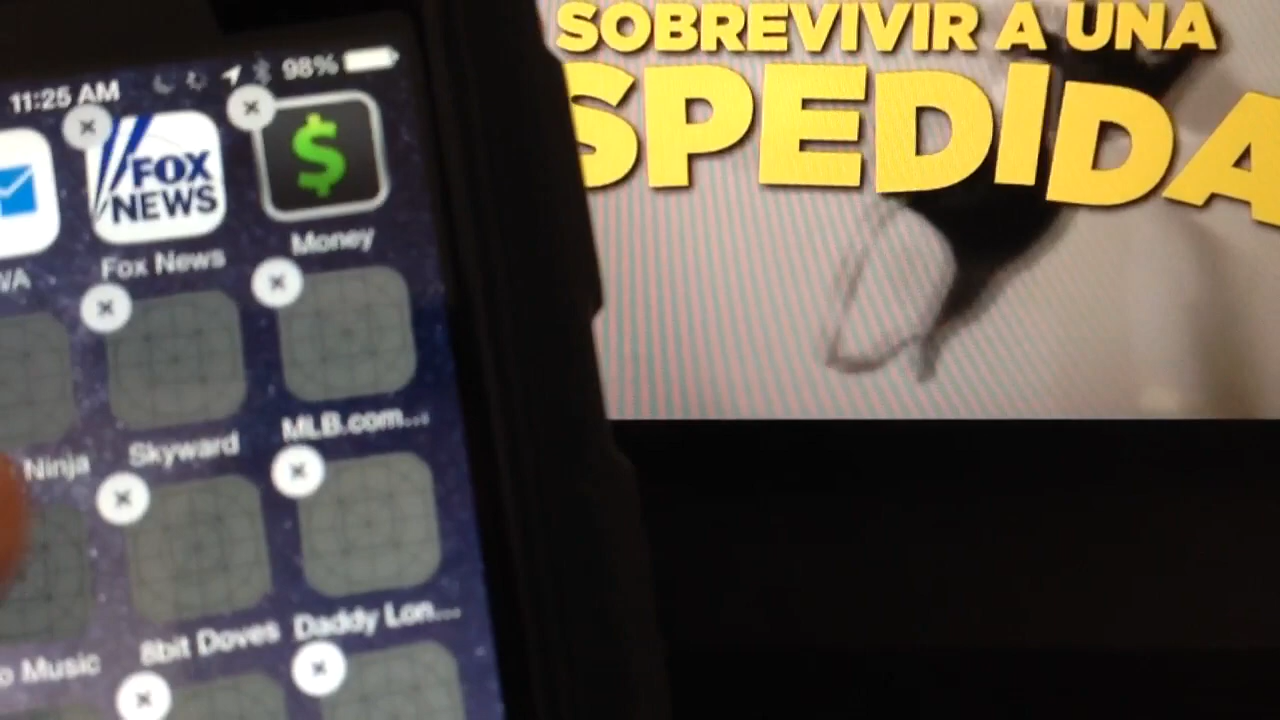 11:25 AM 98%
FOX
NEWS
$
Fox News
Money
Skyward
MLB.com...
Ninja
8bit Doves
Daddy Lon...
Music
SOBREVIVIR A UNA
SPEDIDA